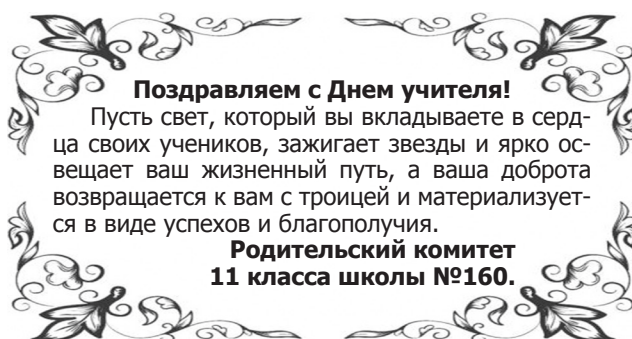 Поздравляем с Днем учителя!
Пусть свет, который вы вкладываете в серд-
ца своих учеников, зажигает звезды и ярко ос-
вещает ваш жизненный путь, а ваша доброта
возвращается к вам с троицей и материализует-
ся в виде успехов и благополучия.
Родительский комитет
11 класса школы №160.